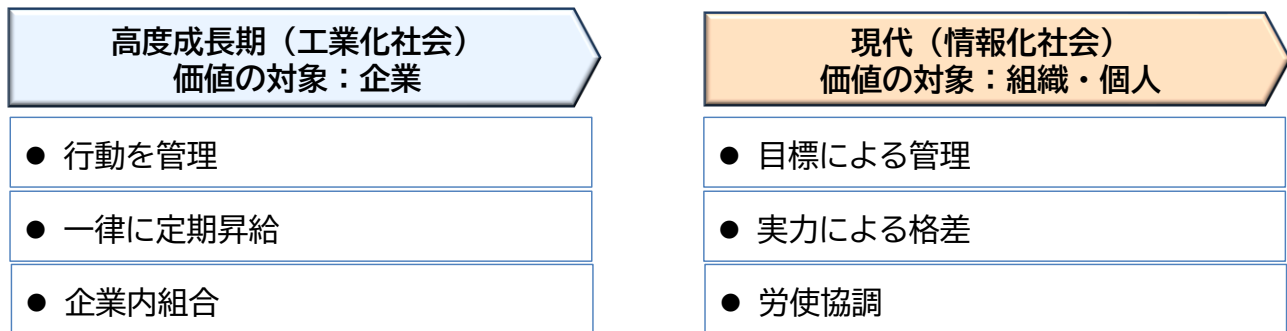 高度成長期（工業化社会）
価値の対象：企業
● 行動を管理
● 一律に定期昇給
● 企業内組合
現代（情報化社会）
価値の対象：組織・個人
● 目標による管理
● 実力による格差
● 労使協調